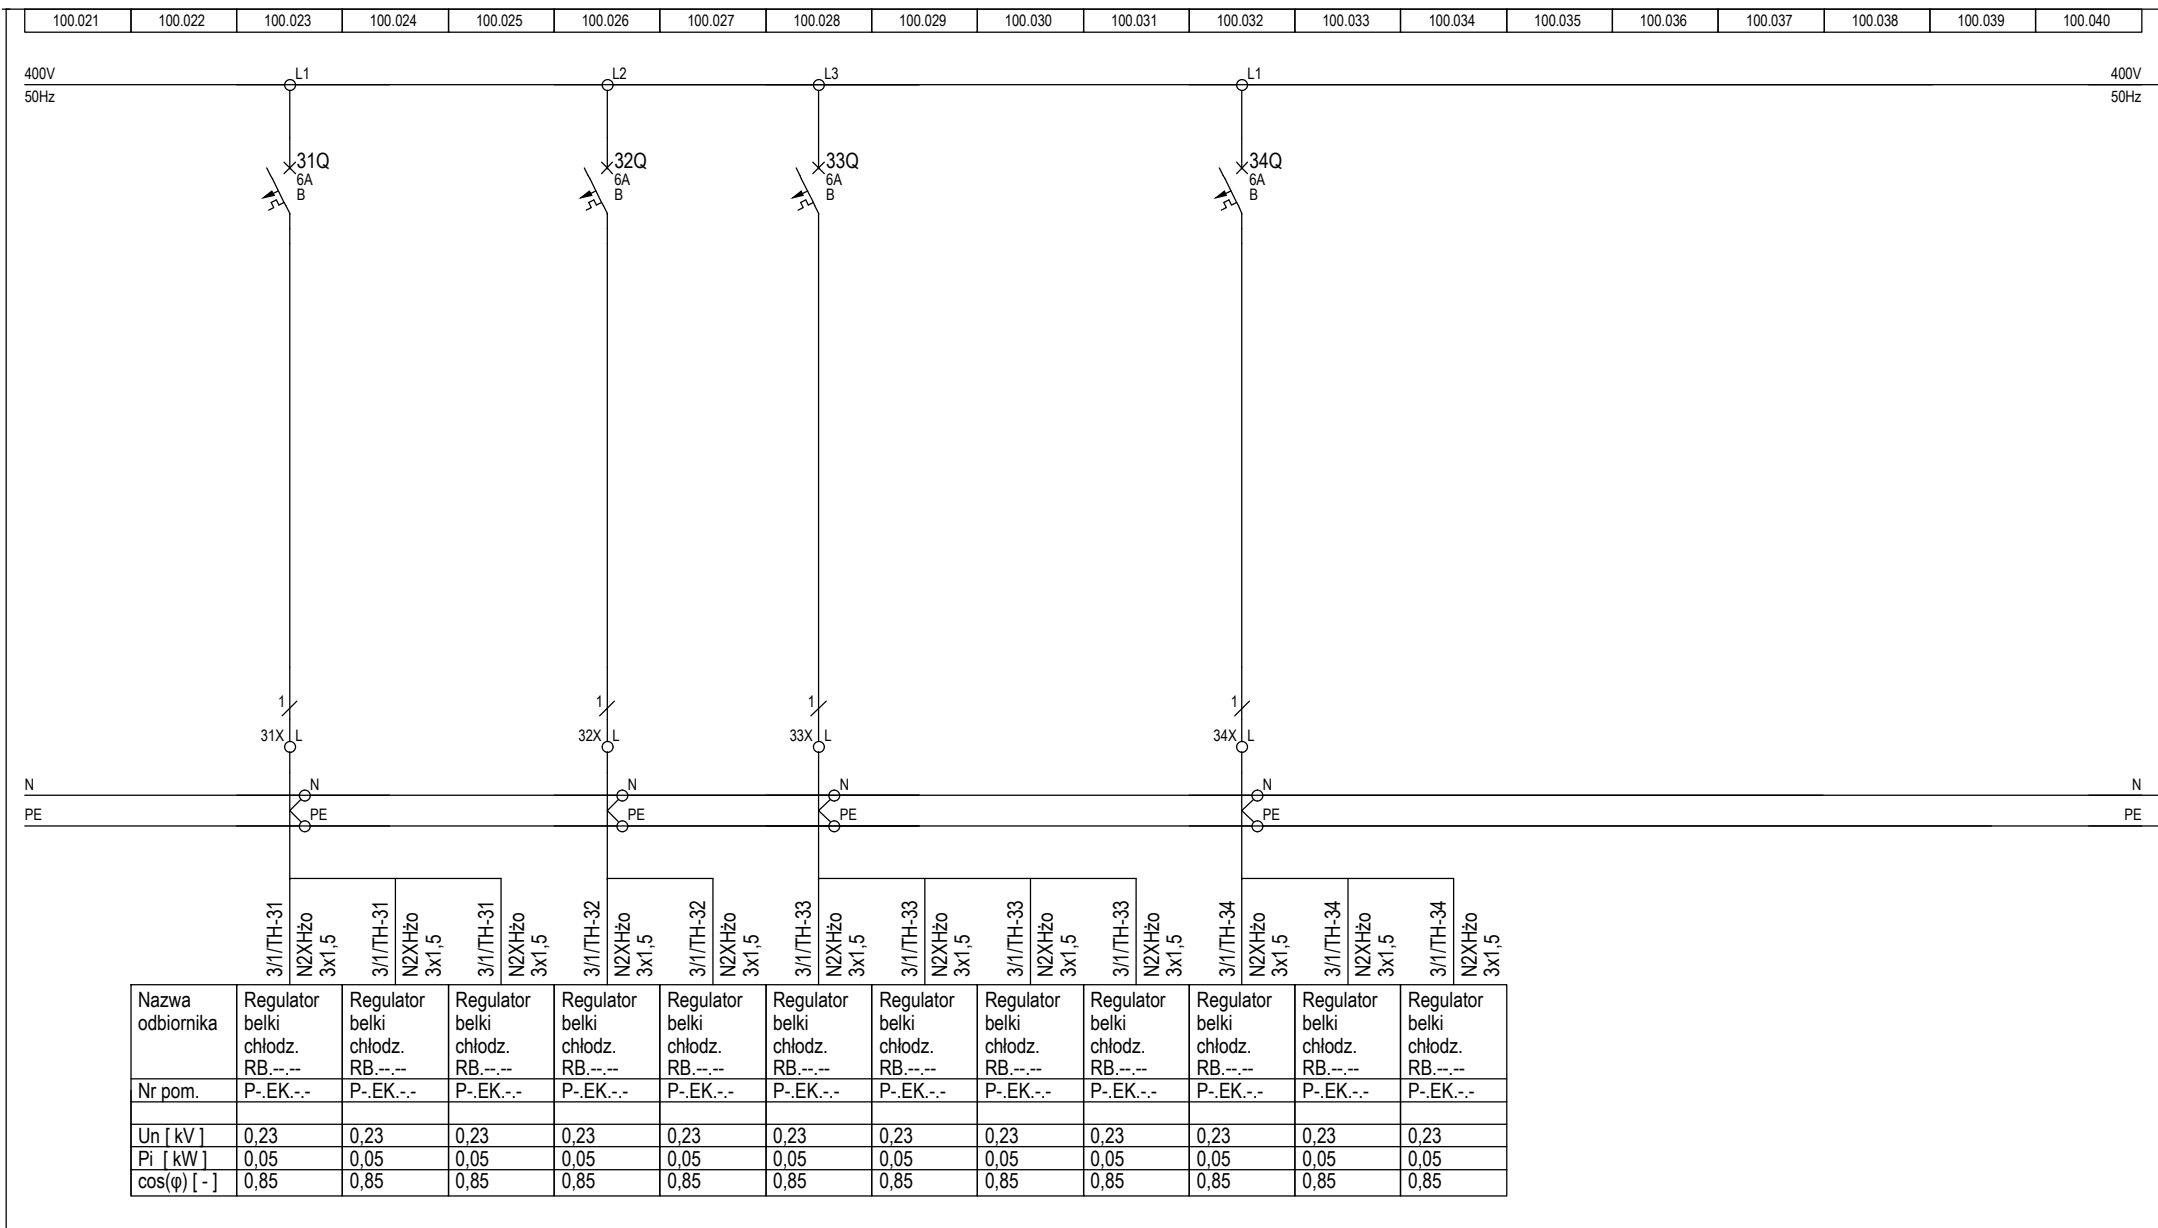 100.021 100.022 100.023 100.024 100.025 100.026 100.027 100.028 100.029 100.030 100.031 100.032 100.033 100.034 100.035 100.036 100.037 100.038 100.039 100.040
400V L1 L2 L3 L1 400V
50Hz 50Hz
31Q 32Q 33Q 34Q
6A 6A 6A 6A
B B B B
1 1 1 1
31X L 32X L 33X L 34X L
N N N N N N
PE PE PE PE PE PE
3/1/TH-31
N2XHżo
3x1,5
3/1/TH-31
N2XHżo
3x1,5
3/1/TH-31
N2XHżo
3x1,5
3/1/TH-32
N2XHżo
3x1,5
3/1/TH-32
N2XHżo
3x1,5
3/1/TH-33
N2XHżo
3x1,5
3/1/TH-33
N2XHżo
3x1,5
3/1/TH-33
N2XHżo
3x1,5
3/1/TH-33
N2XHżo
3x1,5
3/1/TH-34
N2XHżo
3x1,5
3/1/TH-34
N2XHżo
3x1,5
3/1/TH-34
N2XHżo
3x1,5
Nazwa Regulator Regulator Regulator Regulator Regulator Regulator Regulator Regulator Regulator Regulator Regulator Regulator
odbiornika belki belki belki belki belki belki belki belki belki belki belki belki
chłodz. chłodz. chłodz. chłodz. chłodz. chłodz. chłodz. chłodz. chłodz. chłodz. chłodz. chłodz.
RB.--.-- RB.--.-- RB.--.-- RB.--.-- RB.--.-- RB.--.-- RB.--.-- RB.--.-- RB.--.-- RB.--.-- RB.--.-- RB.--.--
Nr pom. P-.EK.-.- P-.EK.-.- P-.EK.-.- P-.EK.-.- P-.EK.-.- P-.EK.-.- P-.EK.-.- P-.EK.-.- P-.EK.-.- P-.EK.-.- P-.EK.-.- P-.EK.-.-
Un [ kV ] 0,23 0,23 0,23 0,23 0,23 0,23 0,23 0,23 0,23 0,23 0,23 0,23
Pi [ kW ] 0,05 0,05 0,05 0,05 0,05 0,05 0,05 0,05 0,05 0,05 0,05 0,05
cos(φ) [ - ] 0,85 0,85 0,85 0,85 0,85 0,85 0,85 0,85 0,85 0,85 0,85 0,85